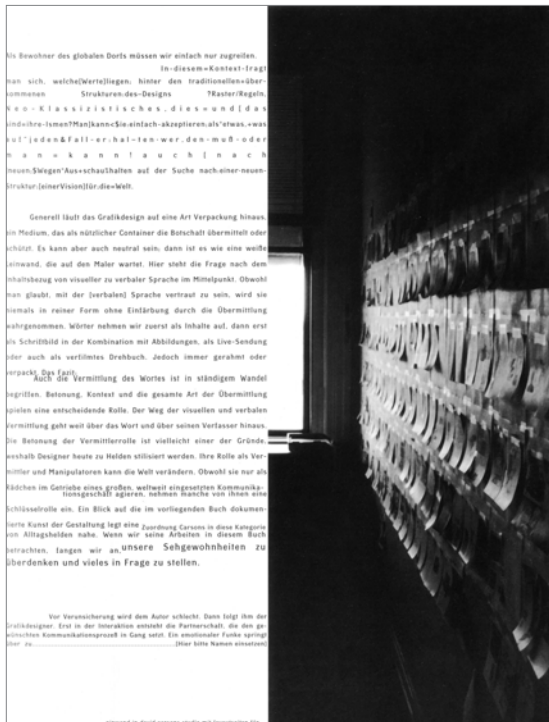 Als Bewohner des globalen Dorfs müssen wir einfach nur zugreifen.
In-diesem=Kontext-fragt
man sich, welche[Werte]liegen; hinter den traditionellen=über-
kommenen Strukturen:des-Designs ?Raster/Regeln,
Neo-Klassizistisches,dies=und[das
sind=ihre-Ismen?Man]kann<$ie:einfach-akzeptieren;als"etwas,+was
auf"jeden&Fall-er;hal-ten-wer.den-muß-oder
man=kann!auch[nach
neuen;$Wegen"Aus+schau%halten auf der Suche nach:einer-neuen-
Struktur:[einerVision]für;die=Welt.
Generell läuft das Grafikdesign auf eine Art Verpackung hinaus,
ein Medium, das als nützlicher Container die Botschaft übermittelt oder
schützt. Es kann aber auch neutral sein; dann ist es wie eine weiße
Leinwand, die auf den Maler wartet. Hier steht die Frage nach dem
Inhaltsbezug von visueller zu verbaler Sprache im Mittelpunkt. Obwohl
man glaubt, mit der [verbalen] Sprache vertraut zu sein, wird sie
niemals in reiner Form ohne Einfärbung durch die Übermittlung
wahrgenommen. Wörter nehmen wir zuerst als Inhalte auf, dann erst
als Schriftbild in der Kombination mit Abbildungen, als Live-Sendung
oder auch als verfilmtes Drehbuch. Jedoch immer gerahmt oder
verpackt. Das Fazit:
Auch die Vermittlung des Wortes ist in ständigem Wandel
begriffen. Betonung, Kontext und die gesamte Art der Übermittlung
spielen eine entscheidende Rolle. Der Weg der visuellen und verbalen
Vermittlung geht weit über das Wort und über seinen Verfasser hinaus.
Die Betonung der Vermittlerrolle ist vielleicht einer der Gründe,
weshalb Designer heute zu Helden stilisiert werden. Ihre Rolle als Ver-
mittler und Manipulatoren kann die Welt verändern. Obwohl sie nur als
Rädchen im Getriebe eines großen, weltweit eingesetzten Kommunika-
tionsgeschäft agieren, nehmen manche von ihnen eine
Schlüsselrolle ein. Ein Blick auf die im vorliegenden Buch dokumen-
tierte Kunst der Gestaltung legt eine Zuordnung Carsons in diese Kategorie
von Alltagshelden nahe. Wenn wir seine Arbeiten in diesem Buch
betrachten, fangen wir an, unsere Sehgewohnheiten zu
überdenken und vieles in Frage zu stellen.
Vor Verunsicherung wird dem Autor schlecht. Dann folgt ihm der
Grafikdesigner. Erst in der Interaktion entsteht die Partnerschaft, die den ge-
wünschten Kommunikationsprozeß in Gang setzt. Ein emotionaler Funke springt
über zu [Hier bitte Namen einsetzen]